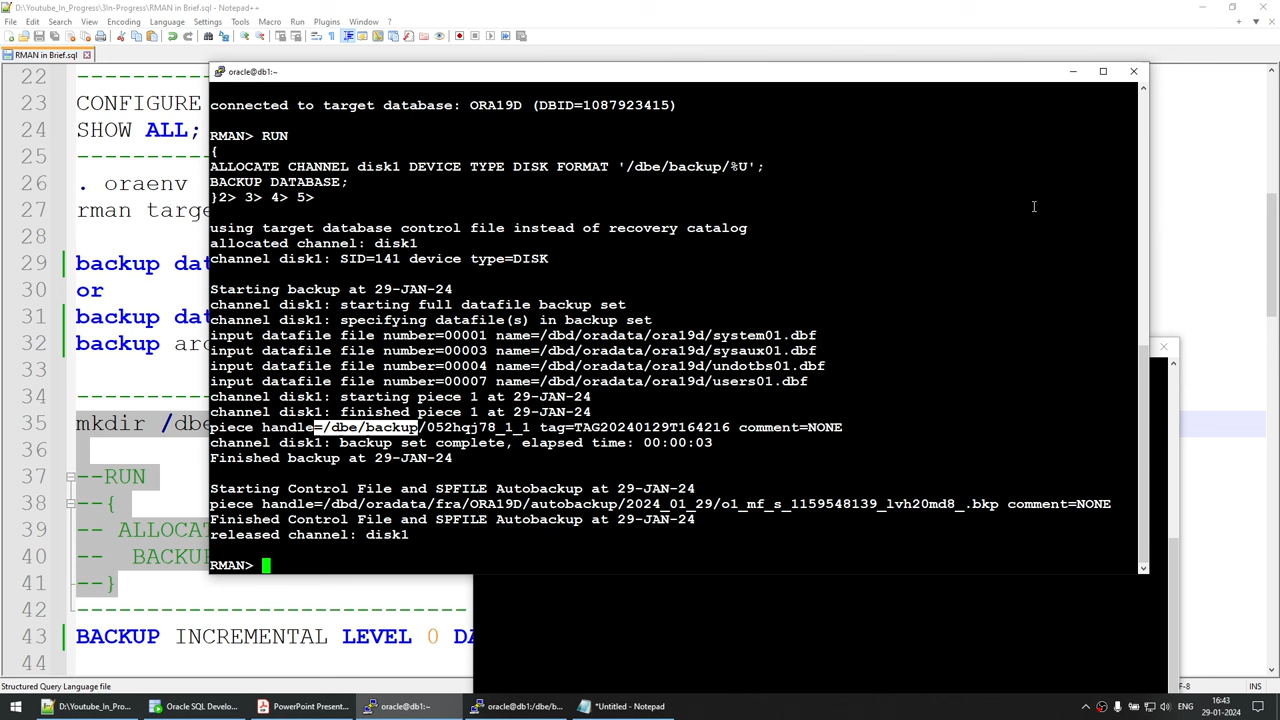 D:\Youtube_In_Progress\3In-Progress\RMAN in Brief.sql - Notepad++
File Edit Search View Encoding Language Settings Tools Macro Run Plugins Window ?
RMAN in Brief.sql
22
23 CONFIGURE
24 SHOW ALL;
25
26 . oraenv
27 rman targ
28
29 backup dat
30 or
31 backup dat
32 backup ar
33
34
35 mkdir /dbe
36
37 --RUN
38 --{
39 -- ALLOCA
40 --  BACKUP
41 --}
42
43 BACKUP INCREMENTAL LEVEL 0 DA
44
oracle@db1:~
connected to target database: ORA19D (DBID=1087923415)
RMAN> RUN
{
ALLOCATE CHANNEL disk1 DEVICE TYPE DISK FORMAT '/dbe/backup/%U';
BACKUP DATABASE;
}2> 3> 4> 5>
using target database control file instead of recovery catalog
allocated channel: disk1
channel disk1: SID=141 device type=DISK
Starting backup at 29-JAN-24
channel disk1: starting full datafile backup set
channel disk1: specifying datafile(s) in backup set
input datafile file number=00001 name=/dbd/oradata/ora19d/system01.dbf
input datafile file number=00003 name=/dbd/oradata/ora19d/sysaux01.dbf
input datafile file number=00004 name=/dbd/oradata/ora19d/undotbs01.dbf
input datafile file number=00007 name=/dbd/oradata/ora19d/users01.dbf
channel disk1: starting piece 1 at 29-JAN-24
channel disk1: finished piece 1 at 29-JAN-24
piece handle=/dbe/backup/052hqj78_1_1 tag=TAG20240129T164216 comment=NONE
channel disk1: backup set complete, elapsed time: 00:00:03
Finished backup at 29-JAN-24
Starting Control File and SPFILE Autobackup at 29-JAN-24
piece handle=/dbd/oradata/fra/ORA19D/autobackup/2024_01_29/o1_mf_s_1159548139_lvh20md8_.bkp comment=NONE
Finished Control File and SPFILE Autobackup at 29-JAN-24
released channel: disk1
RMAN>
Structured Query Language file
F-8
INS
D:\Youtube_In_Pro...
Oracle SQL Develo...
PowerPoint Present...
oracle@db1:~
oracle@db1:/dbe/b...
*Untitled - Notepad
16:43
29-01-2024